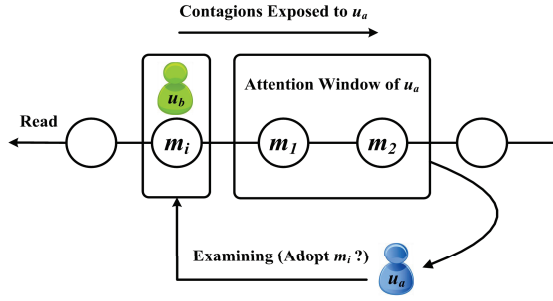 Contagions Exposed to u_a
Attention Window of u_a
u_b
Read
m_i
m_1
m_2
Examining (Adopt m_i ?)
u_a